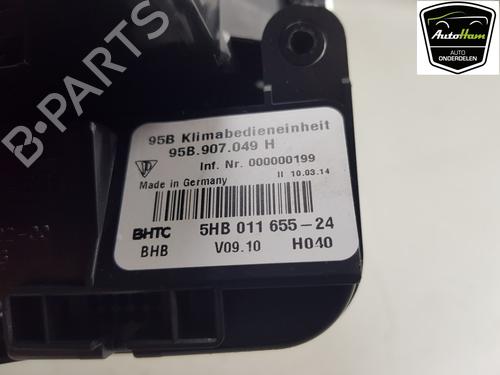 AutoHam
AUTO
ONDERDELEN
B-PARTS
95B Klimabedieneinheit
95B.907.049 H
Inf. Nr. 000000199
Made in Germany
II 10.03.14
BHTC
5HB 011 655-24
BHB
V09.10
H040